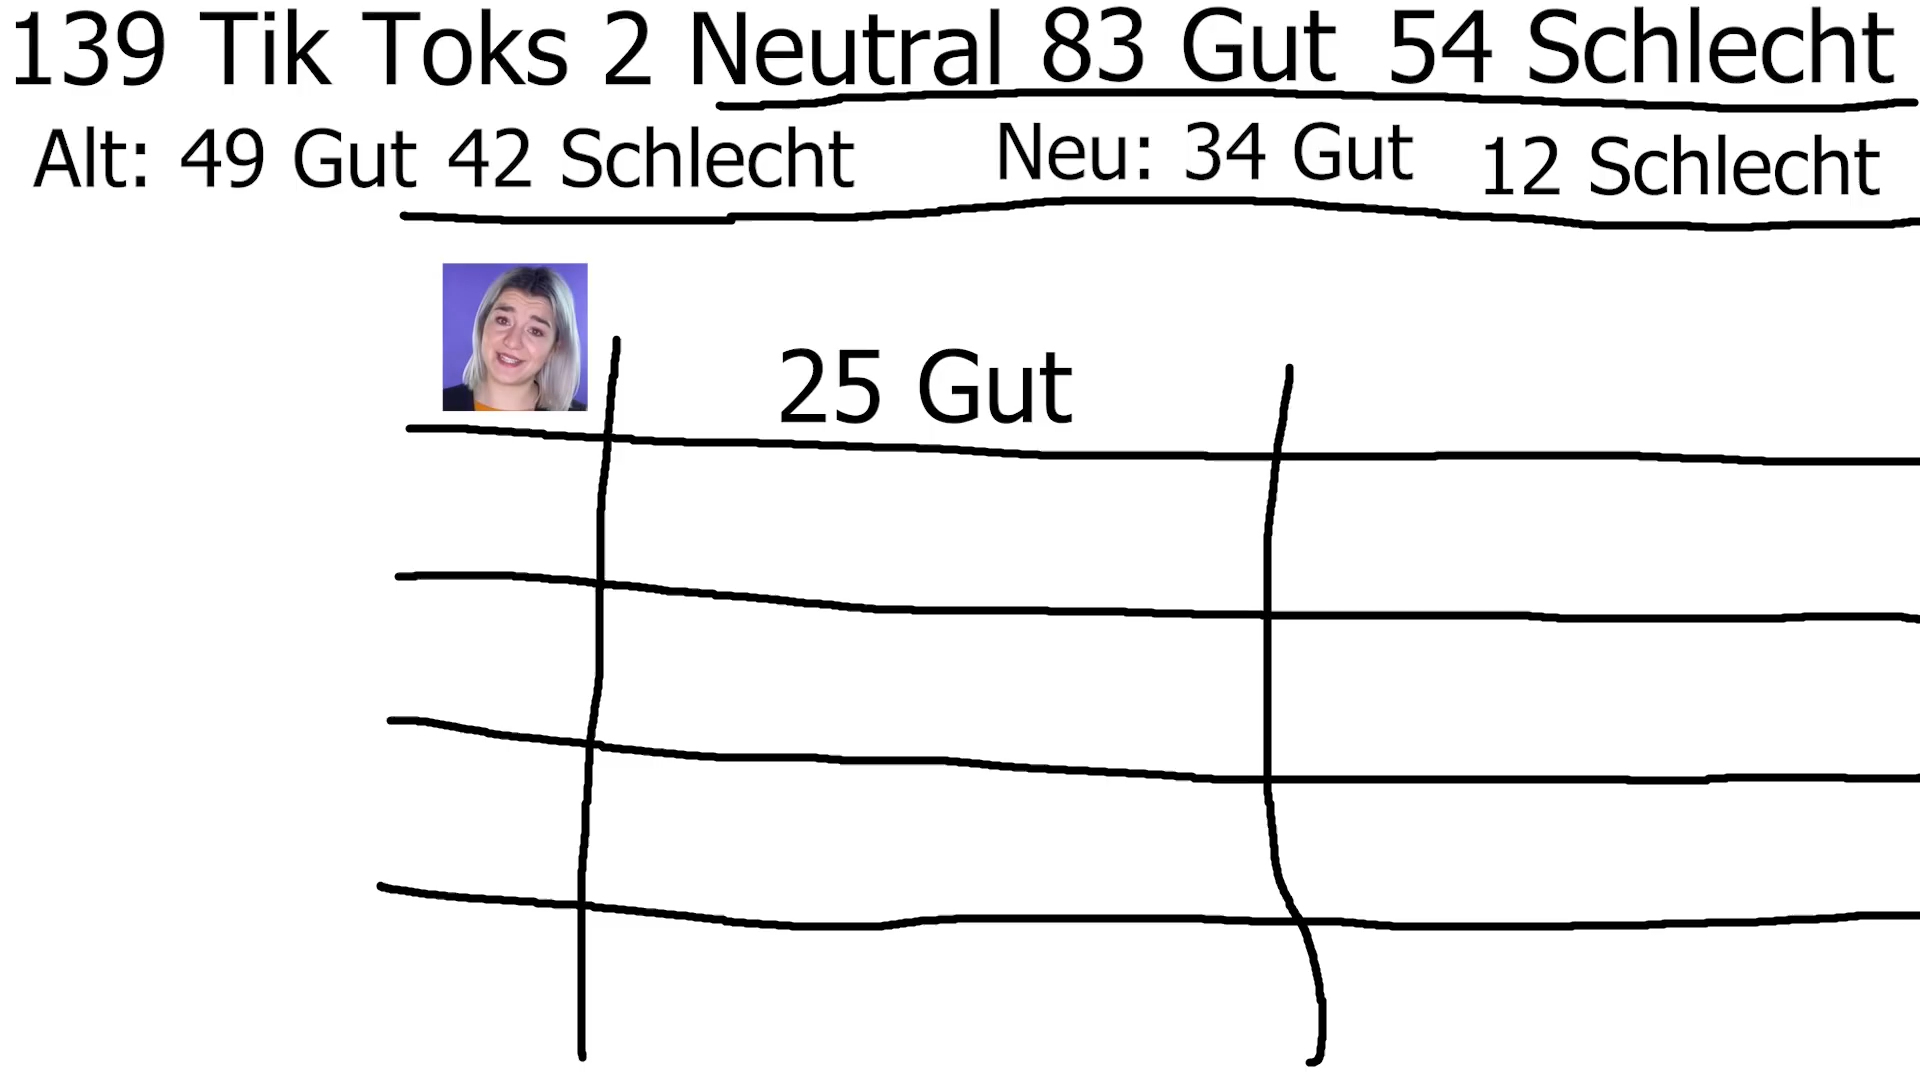 139 Tik Toks 2 Neutral 83 Gut 54 Schlecht
Alt: 49 Gut 42 Schlecht Neu: 34 Gut 12 Schlecht
25 Gut